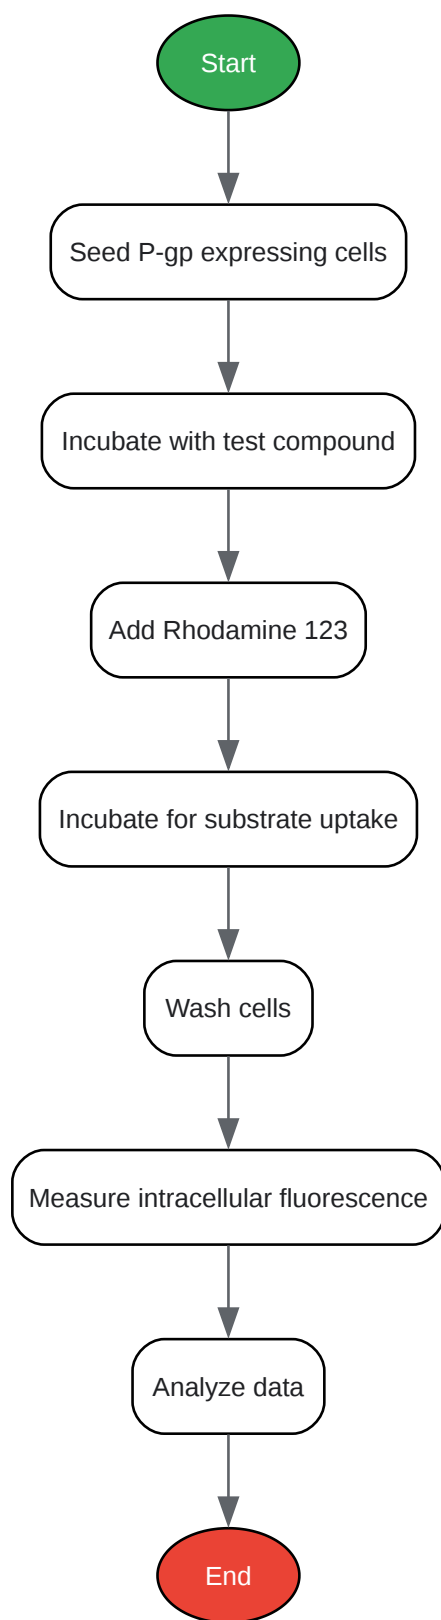 Start
Seed P-gp expressing cells
Incubate with test compound
Add Rhodamine 123
Incubate for substrate uptake
Wash cells
Measure intracellular fluorescence
Analyze data
End